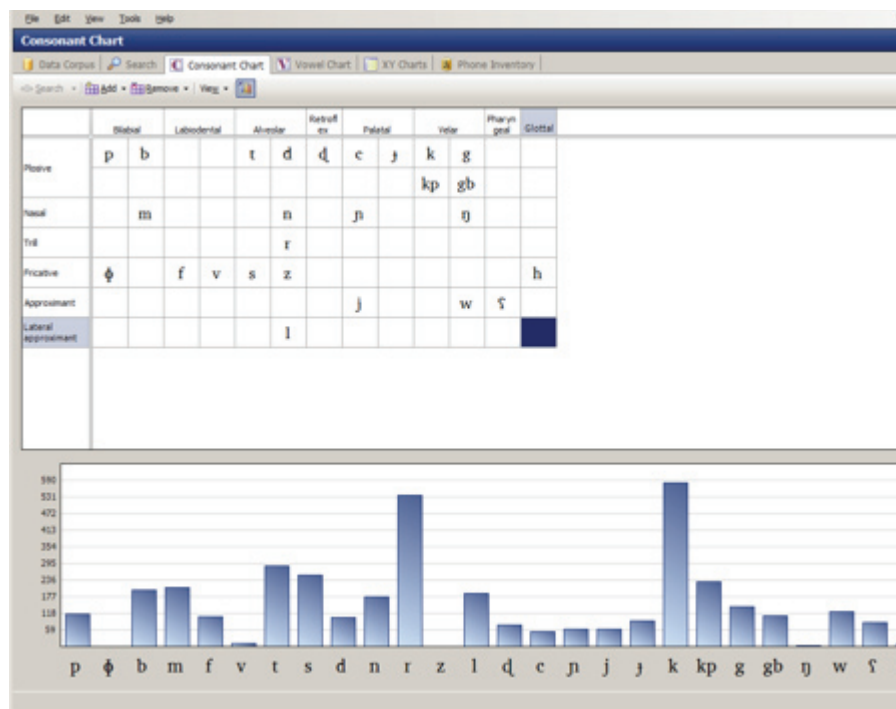 File Edit View Tools Help
Consonant Chart
Data Corpus Search Consonant Chart Vowel Chart XY Charts Phone Inventory
Search Add Remove View
Bilabial Labiodental Alveolar Retroflex Palatal Velar Pharyngeal Glottal
Plosive p b t d ɖ c ɟ k g
kp gb
Nasal m n ɲ ŋ
Trill r
Fricative ɸ f v s z h
Approximant j w ʕ
Lateral approximant l
590
531
472
413
354
295
236
177
118
59
p ɸ b m f v t s d n r z l ɖ c ɲ j ɟ k kp g gb ŋ w ʕ